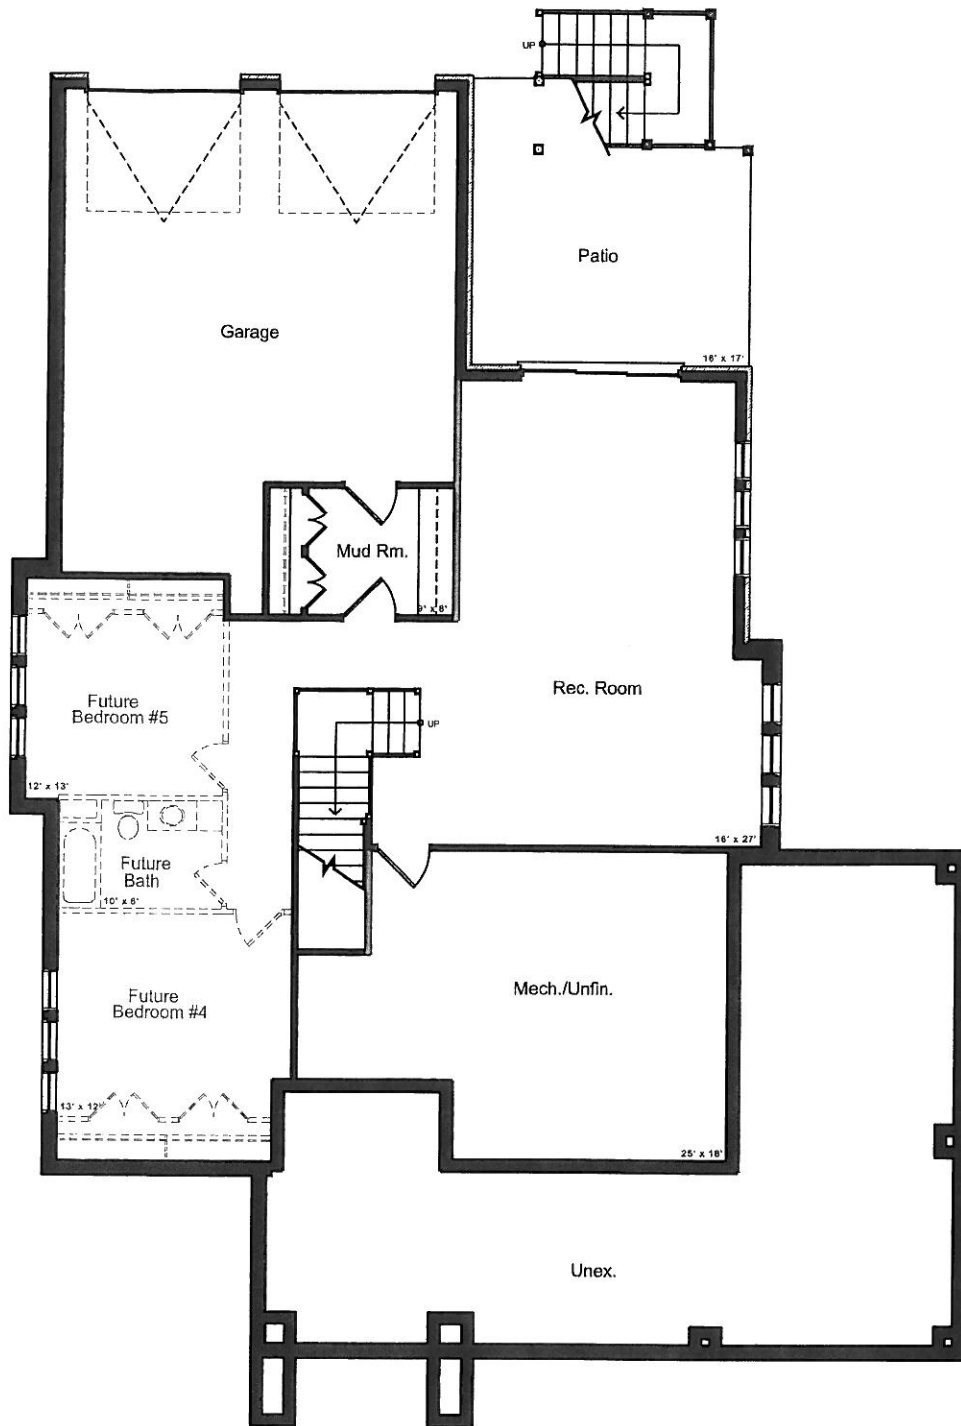 UP
Patio
16' x 17'
Garage
Mud Rm.
9' x 8'
Future
Bedroom #5
12' x 13'
Rec. Room
UP
16' x 27'
Future
Bath
10' x 6'
Future
Bedroom #4
13' x 12'
Mech./Unfin.
25' x 18'
Unex.